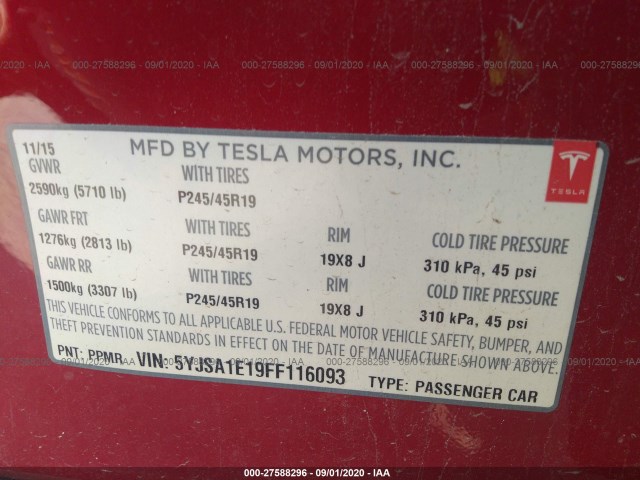 000-27588296 - 09/01/2020 - IAA
11/15
MFD BY TESLA MOTORS, INC.
GVWR WITH TIRES
2590kg (5710 lb) P245/45R19
TESLA
GAWR FRT WITH TIRES RIM COLD TIRE PRESSURE
1276kg (2813 lb) P245/45R19 19X8 J 310 kPa, 45 psi
GAWR RR WITH TIRES RIM COLD TIRE PRESSURE
1500kg (3307 lb) P245/45R19 19X8 J 310 kPa, 45 psi
THIS VEHICLE CONFORMS TO ALL APPLICABLE U.S. FEDERAL MOTOR VEHICLE SAFETY, BUMPER, AND
THEFT PREVENTION STANDARDS IN EFFECT ON THE DATE OF MANUFACTURE SHOWN ABOVE.
PNT: PPMR VIN: 5YJSA1E19FF116093 TYPE: PASSENGER CAR
000-27588296 - 09/01/2020 - IAA